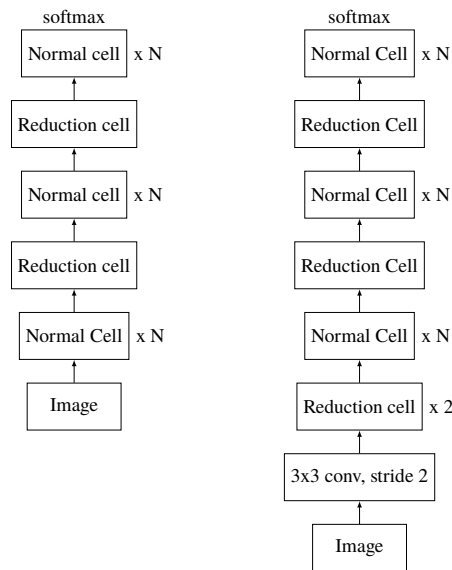 softmax
Normal cell x N
Reduction cell
Normal cell x N
Reduction cell
Normal Cell x N
Image
softmax
Normal Cell x N
Reduction Cell
Normal Cell x N
Reduction Cell
Normal Cell x N
Reduction cell x 2
3x3 conv, stride 2
Image